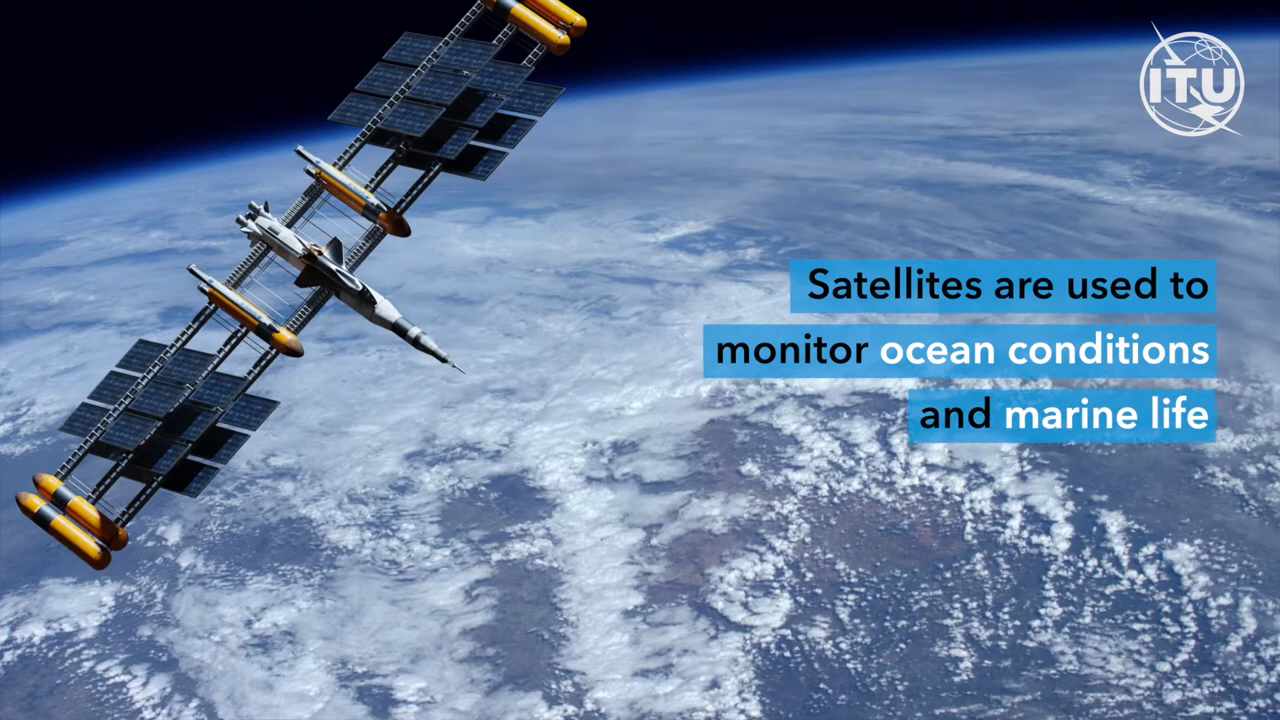 ITU
Satellites are used to
monitor ocean conditions
and marine life